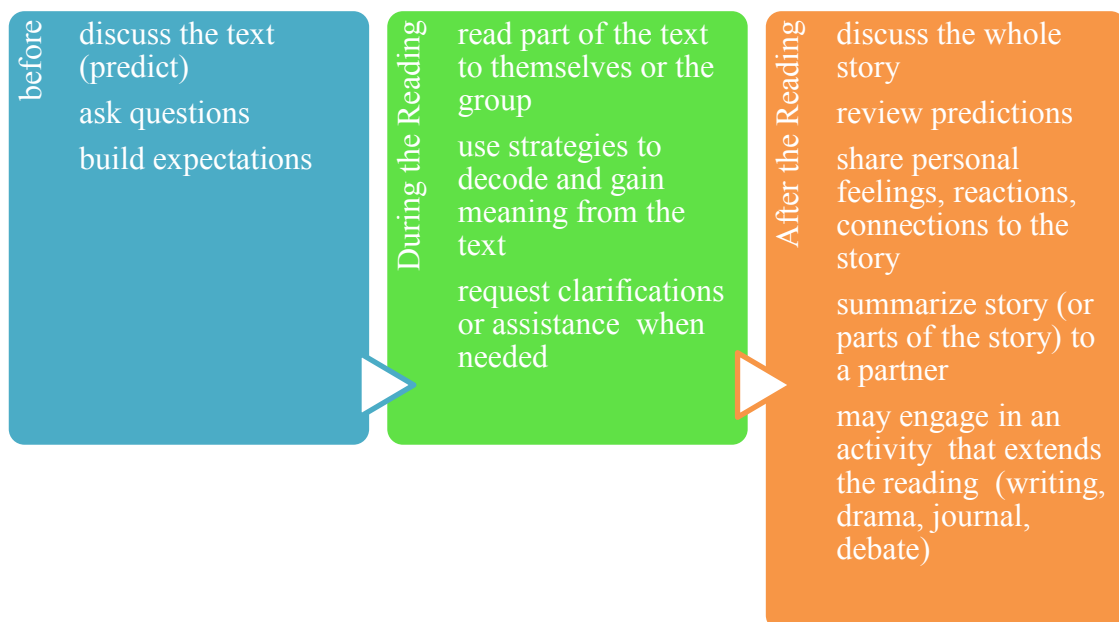 before
discuss the text
(predict)
ask questions
build expectations
During the Reading
read part of the text
to themselves or the
group
use strategies to
decode and gain
meaning from the
text
request clarifications
or assistance when
needed
After the Reading
discuss the whole
story
review predictions
share personal
feelings, reactions,
connections to the
story
summarize story (or
parts of the story) to
a partner
may engage in an
activity that extends
the reading (writing,
drama, journal,
debate)